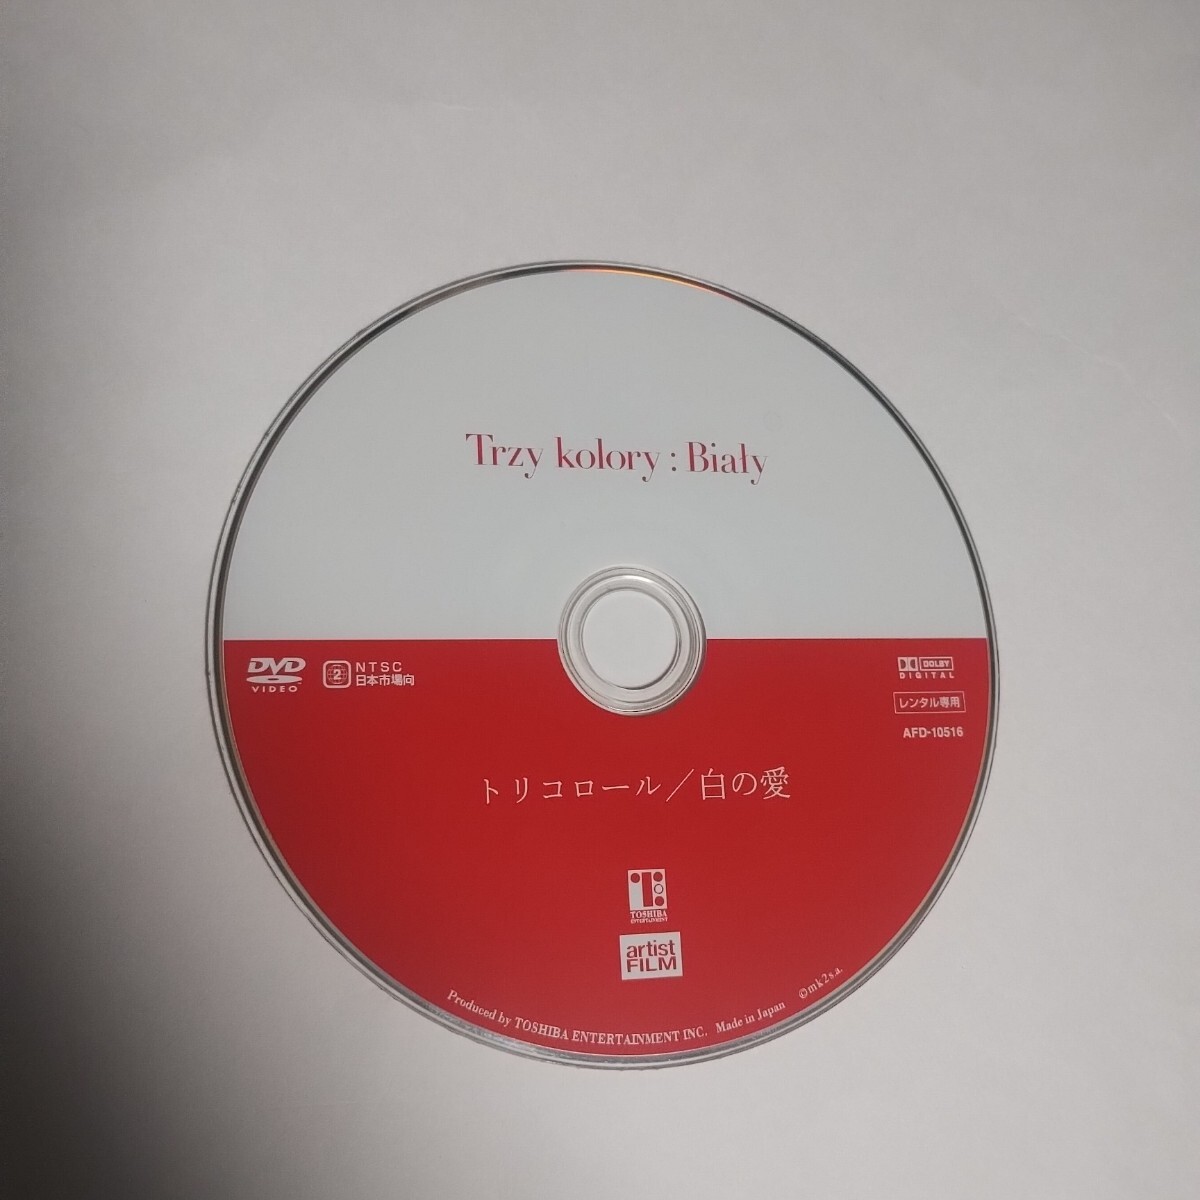 Trzy kolory : Biały
DVD
VIDEO
2
NTSC
日本市場向
DOLBY
DIGITAL
レンタル専用
AFD-10516
トリコロール／白の愛
TOSHIBA
ENTERTAINMENT
artist
FILM
Produced by TOSHIBA ENTERTAINMENT INC. Made in Japan ©mk2s.a.